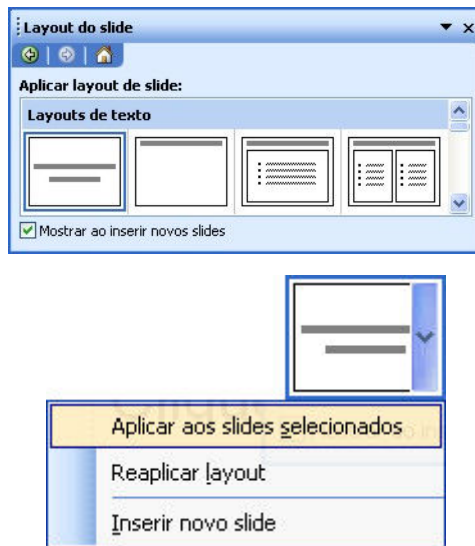 Layout do slide
Aplicar layout de slide:
Layouts de texto
Mostrar ao inserir novos slides
Aplicar aos slides selecionados
Reaplicar layout
Inserir novo slide